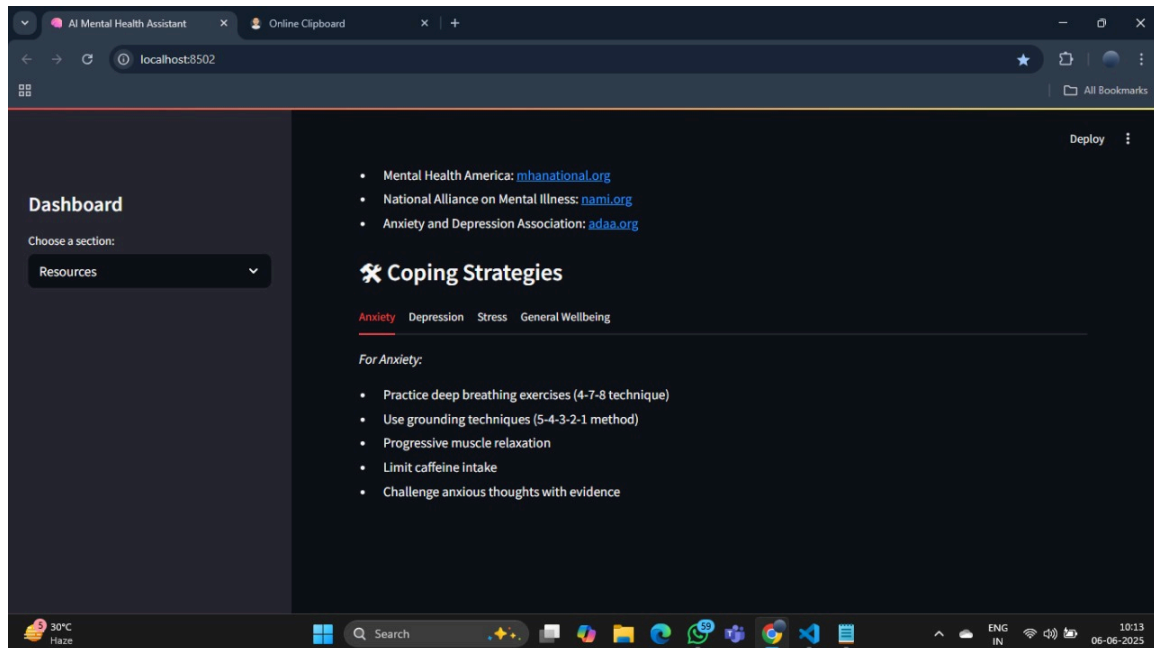 AI Mental Health Assistant
Online Clipboard
localhost:8502
All Bookmarks
Deploy
Dashboard
Choose a section:
Resources
• Mental Health America: mhanational.org
• National Alliance on Mental Illness: nami.org
• Anxiety and Depression Association: adaa.org
🛠 Coping Strategies
Anxiety Depression Stress General Wellbeing
For Anxiety:
• Practice deep breathing exercises (4-7-8 technique)
• Use grounding techniques (5-4-3-2-1 method)
• Progressive muscle relaxation
• Limit caffeine intake
• Challenge anxious thoughts with evidence
5
30°C
Haze
Search
59
ENG
IN
10:13
06-06-2025